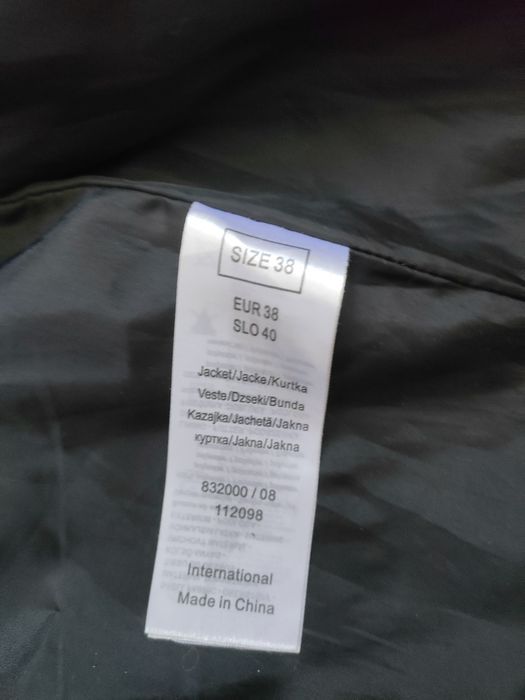 SIZE 38
EUR 38
SLO 40
Jacket/Jacke/Kurtka
Veste/Dzseki/Bunda
Kazajka/Jachetă/Jakna
куртка/Jakna/Jakna
832000 / 08
112098
International
Made in China